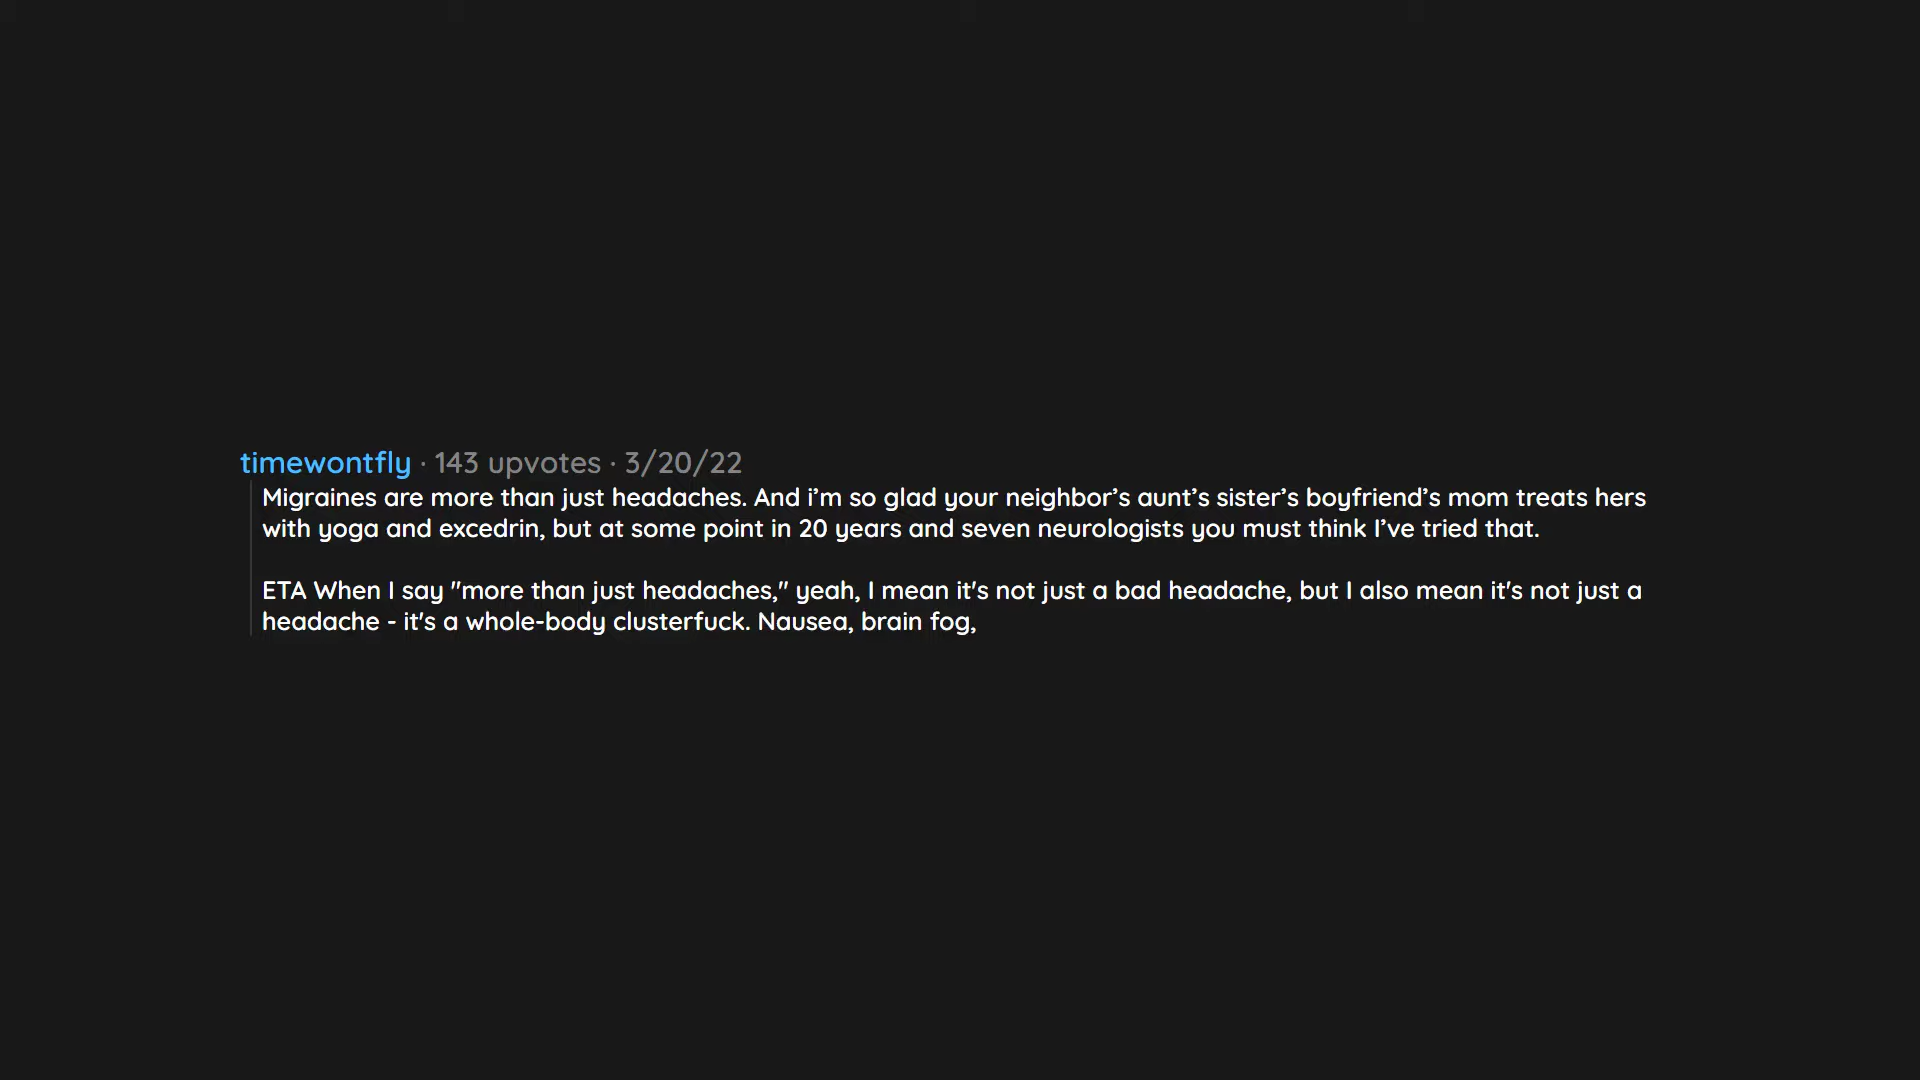 timewontfly · 143 upvotes · 3/20/22
Migraines are more than just headaches. And i’m so glad your neighbor’s aunt’s sister’s boyfriend’s mom treats hers
with yoga and excedrin, but at some point in 20 years and seven neurologists you must think I’ve tried that.
ETA When I say "more than just headaches," yeah, I mean it's not just a bad headache, but I also mean it's not just a
headache - it's a whole-body clusterfuck. Nausea, brain fog,